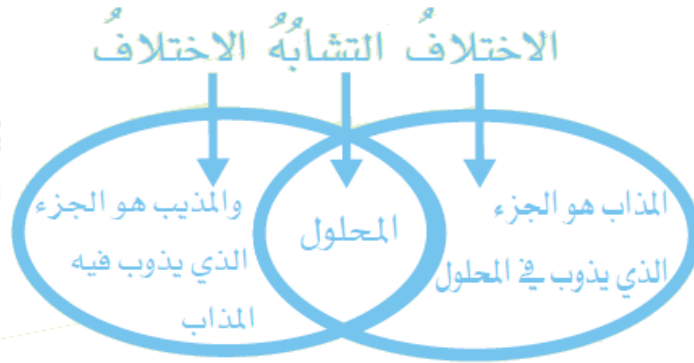 الاختلافُ التشابُهُ الاختلافُ
المذاب هو الجزء
الذي يذوب في المحلول
المحلول
والمذيب هو الجزء
الذي يذوب فيه
المذاب